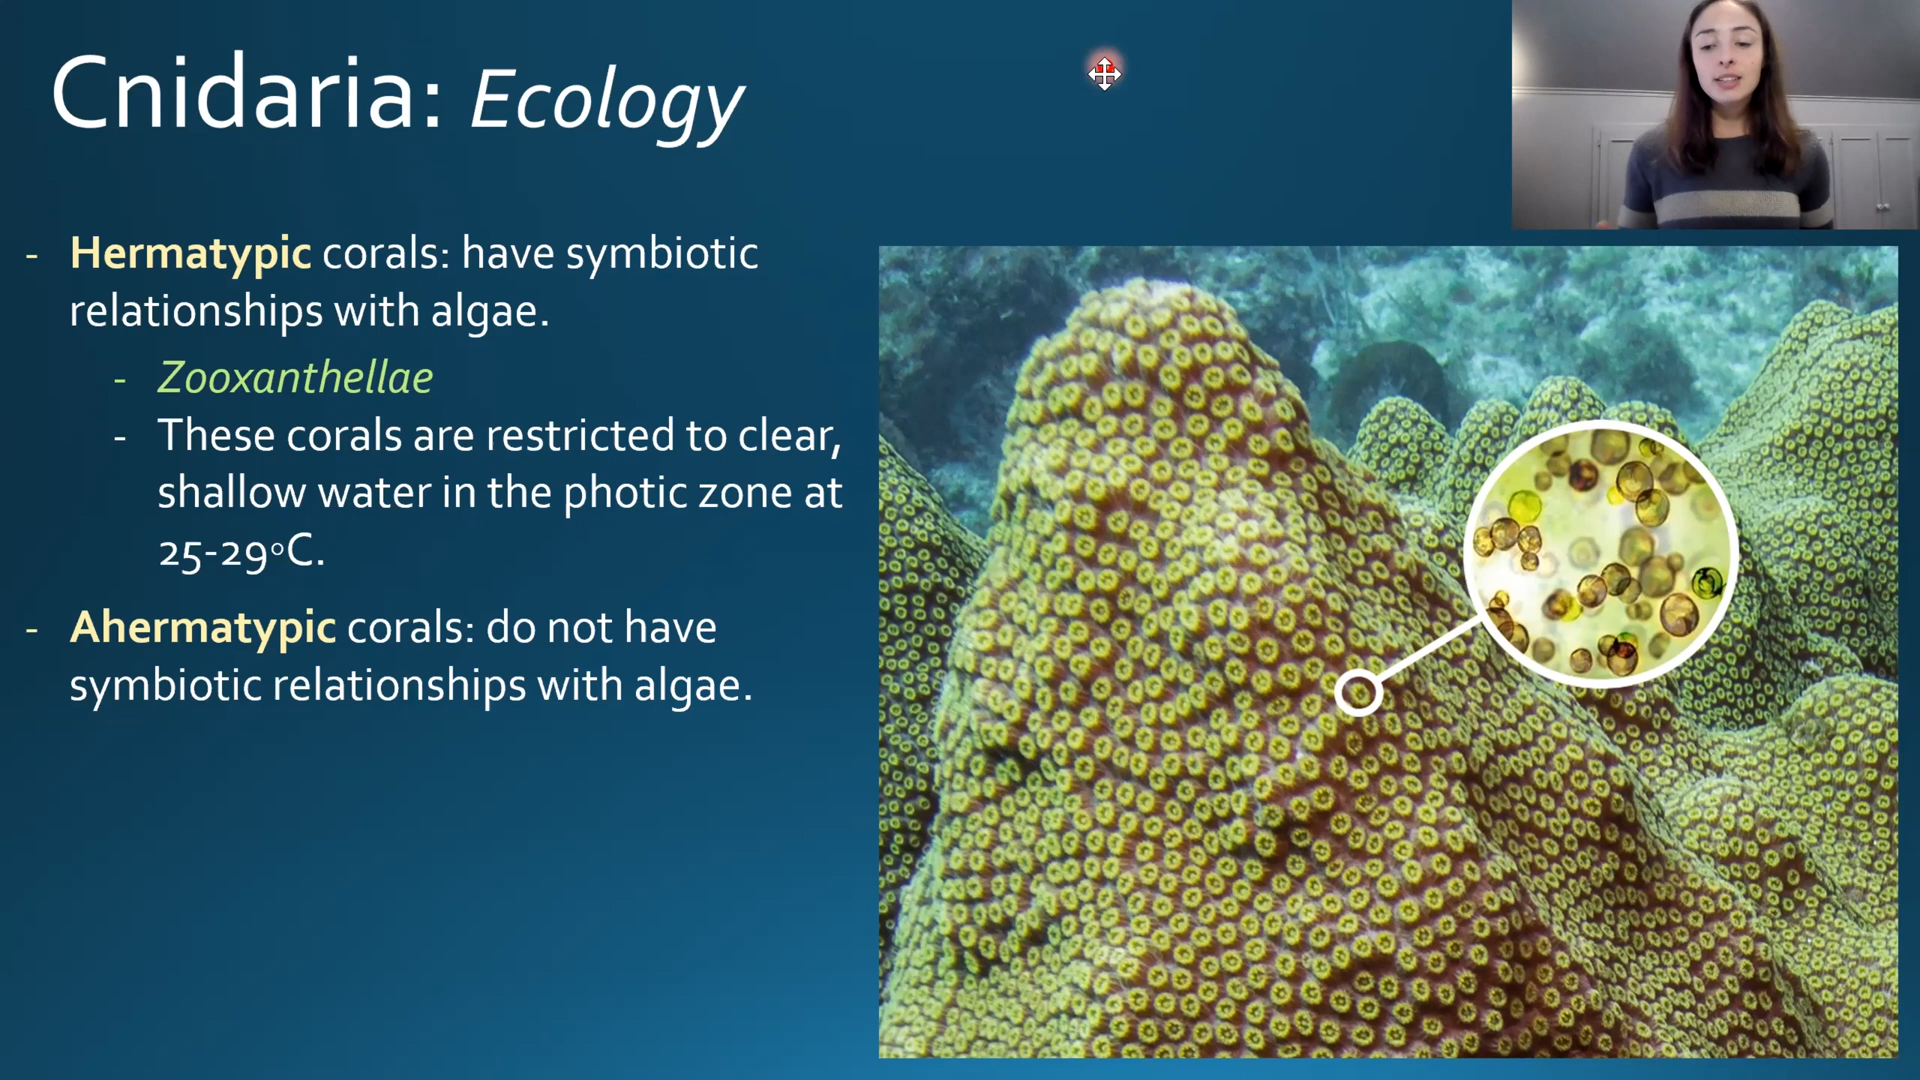 Cnidaria: Ecology
- Hermatypic corals: have symbiotic
relationships with algae.
- Zooxanthellae
- These corals are restricted to clear,
shallow water in the photic zone at
25-29°C.
- Ahermatypic corals: do not have
symbiotic relationships with algae.